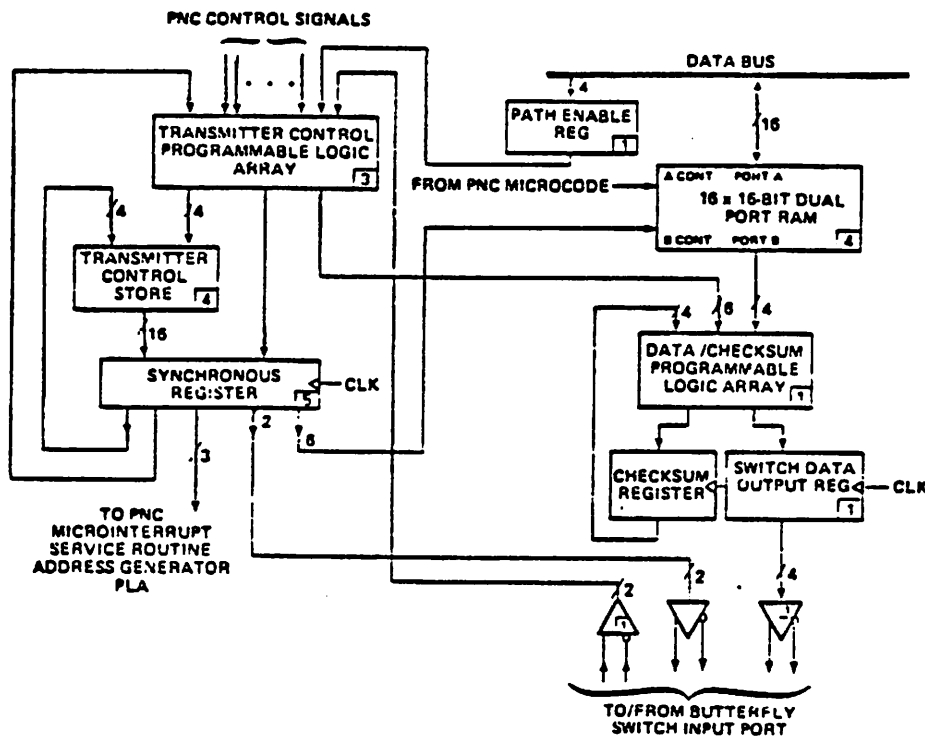 PNC CONTROL SIGNALS
DATA BUS
4
PATH ENABLE
REG
1
16
TRANSMITTER CONTROL
PROGRAMMABLE LOGIC
ARRAY
3
FROM PNC MICROCODE
A CONT PORT A
16 x 16-BIT DUAL
PORT RAM
B CONT PORT B
4
4
4
TRANSMITTER
CONTROL
STORE
4
16
4
6
4
DATA/CHECKSUM
PROGRAMMABLE
LOGIC ARRAY
1
SYNCHRONOUS
REGISTER
5
CLK
2
6
3
CHECKSUM
REGISTER
SWITCH DATA
OUTPUT REG
1
CLK
TO PNC
MICROINTERRUPT
SERVICE ROUTINE
ADDRESS GENERATOR
PLA
2
2
4
1
1
TO/FROM BUTTERFLY
SWITCH INPUT PORT